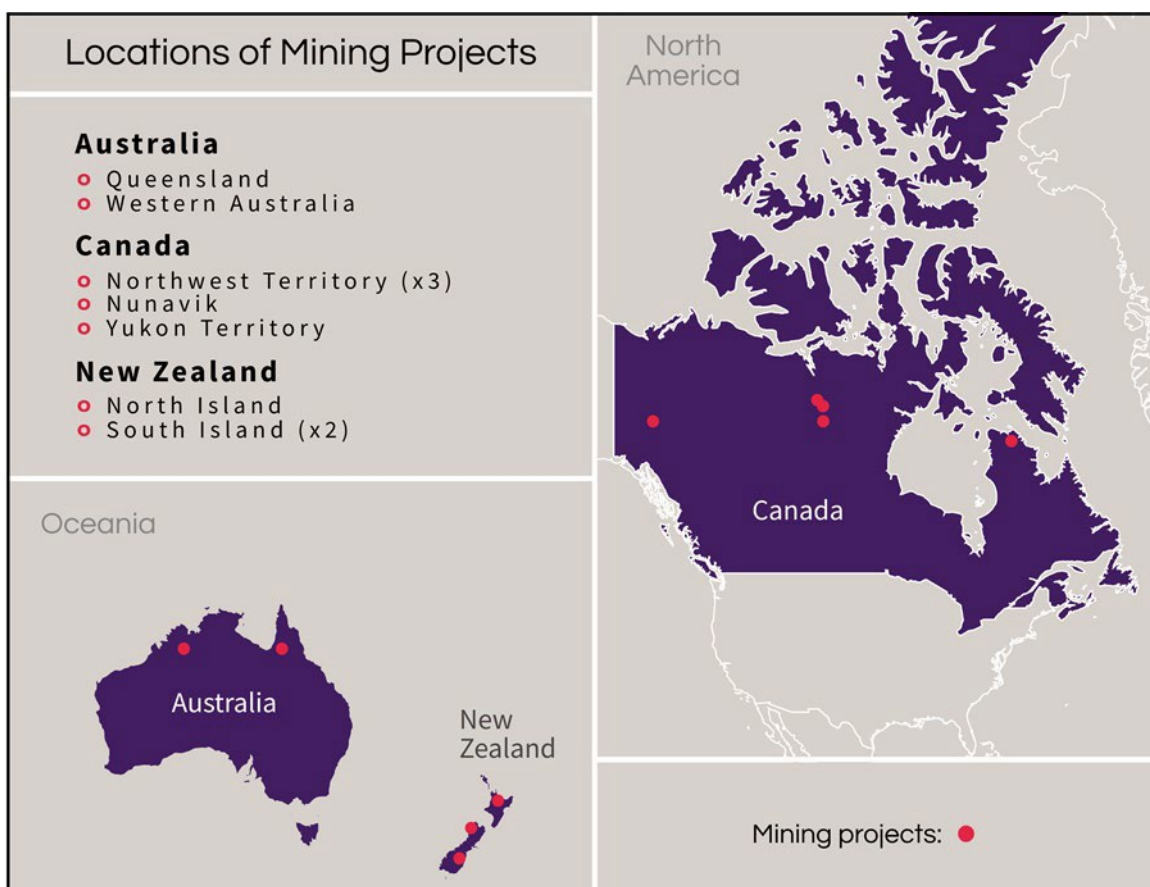 Locations of Mining Projects
Australia
Queensland
Western Australia
Canada
Northwest Territory (x3)
Nunavik
Yukon Territory
New Zealand
North Island
South Island (x2)
Oceania
Australia
New
Zealand
North
America
Canada
Mining projects: